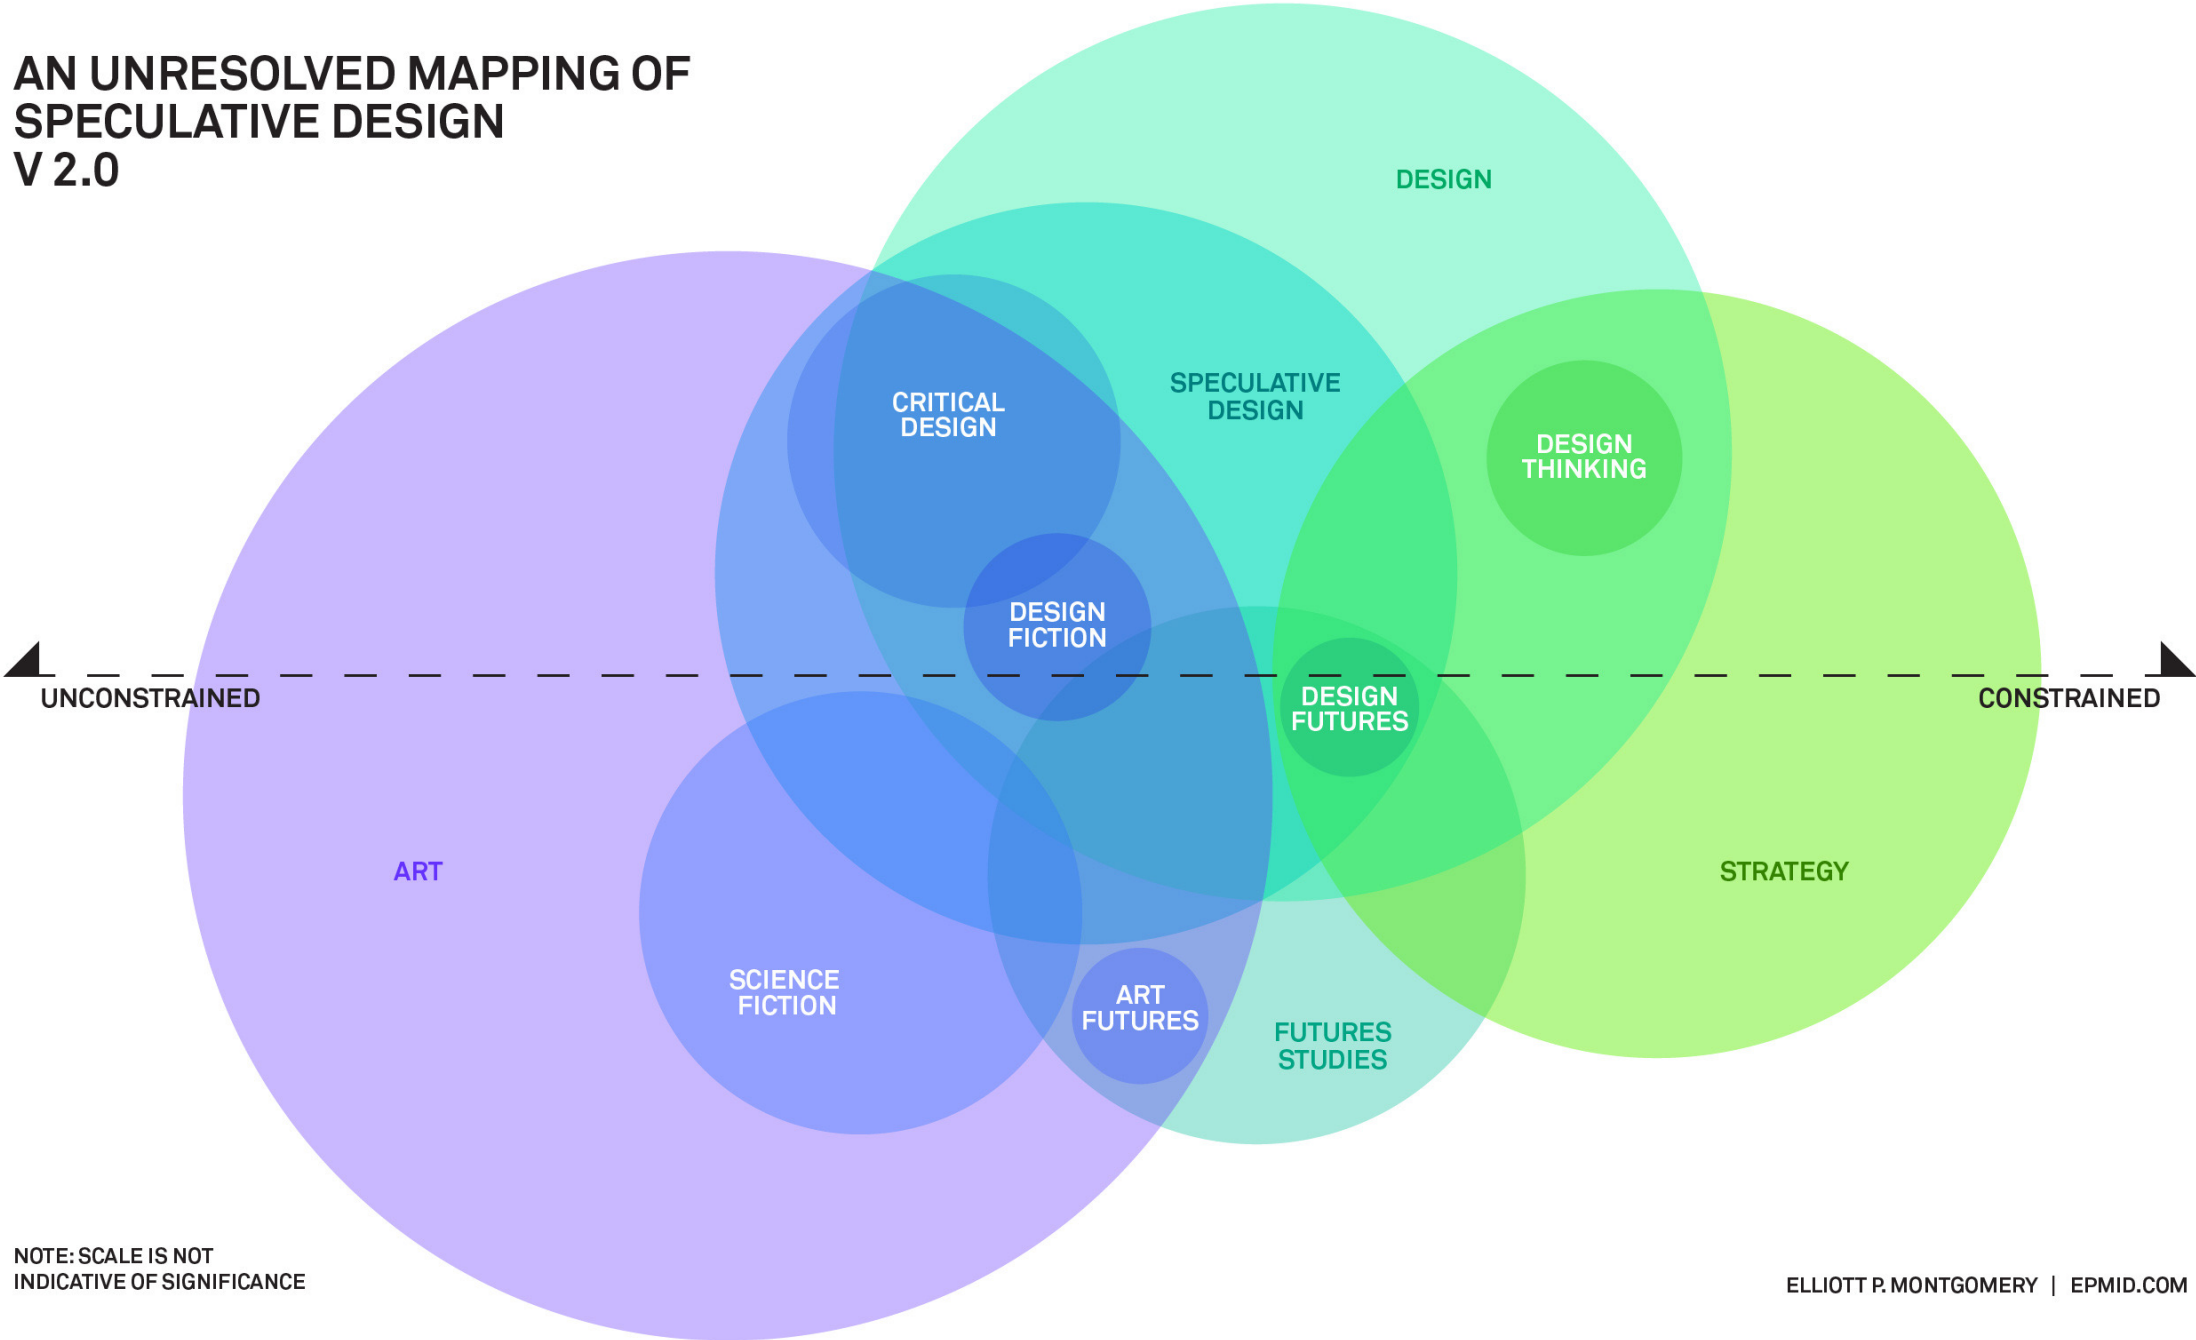 AN UNRESOLVED MAPPING OF
SPECULATIVE DESIGN
V 2.0
DESIGN
SPECULATIVE
DESIGN
CRITICAL
DESIGN
DESIGN
THINKING
DESIGN
FICTION
UNCONSTRAINED
DESIGN
FUTURES
CONSTRAINED
ART
STRATEGY
SCIENCE
FICTION
ART
FUTURES
FUTURES
STUDIES
NOTE: SCALE IS NOT
INDICATIVE OF SIGNIFICANCE
ELLIOTT P. MONTGOMERY | EPMID.COM